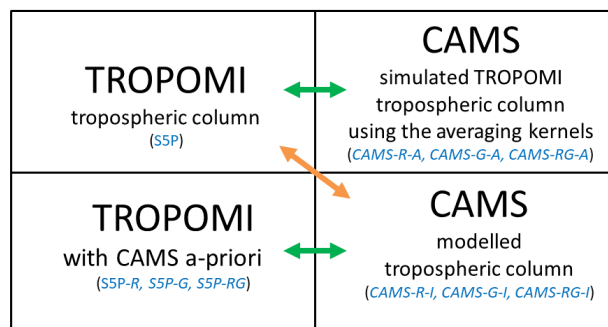 TROPOMI
tropospheric column
(S5P)
CAMS
simulated TROPOMI
tropospheric column
using the averaging kernels
(CAMS-R-A, CAMS-G-A, CAMS-RG-A)
TROPOMI
with CAMS a-priori
(S5P-R, S5P-G, S5P-RG)
CAMS
modelled
tropospheric column
(CAMS-R-I, CAMS-G-I, CAMS-RG-I)